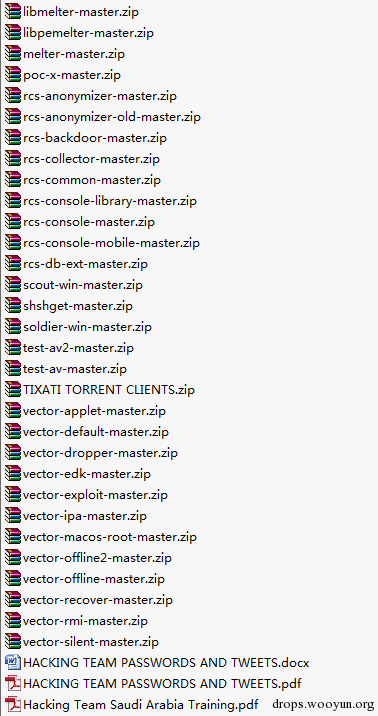 libmelter-master.zip
libpemelter-master.zip
melter-master.zip
poc-x-master.zip
rcs-anonymizer-master.zip
rcs-anonymizer-old-master.zip
rcs-backdoor-master.zip
rcs-collector-master.zip
rcs-common-master.zip
rcs-console-library-master.zip
rcs-console-master.zip
rcs-console-mobile-master.zip
rcs-db-ext-master.zip
scout-win-master.zip
shshget-master.zip
soldier-win-master.zip
test-av2-master.zip
test-av-master.zip
TIXATI TORRENT CLIENTS.zip
vector-applet-master.zip
vector-default-master.zip
vector-dropper-master.zip
vector-edk-master.zip
vector-exploit-master.zip
vector-ipa-master.zip
vector-macos-root-master.zip
vector-offline2-master.zip
vector-offline-master.zip
vector-recover-master.zip
vector-rmi-master.zip
vector-silent-master.zip
HACKING TEAM PASSWORDS AND TWEETS.docx
HACKING TEAM PASSWORDS AND TWEETS.pdf
Hacking Team Saudi Arabia Training.pdf drops.wooyun.org